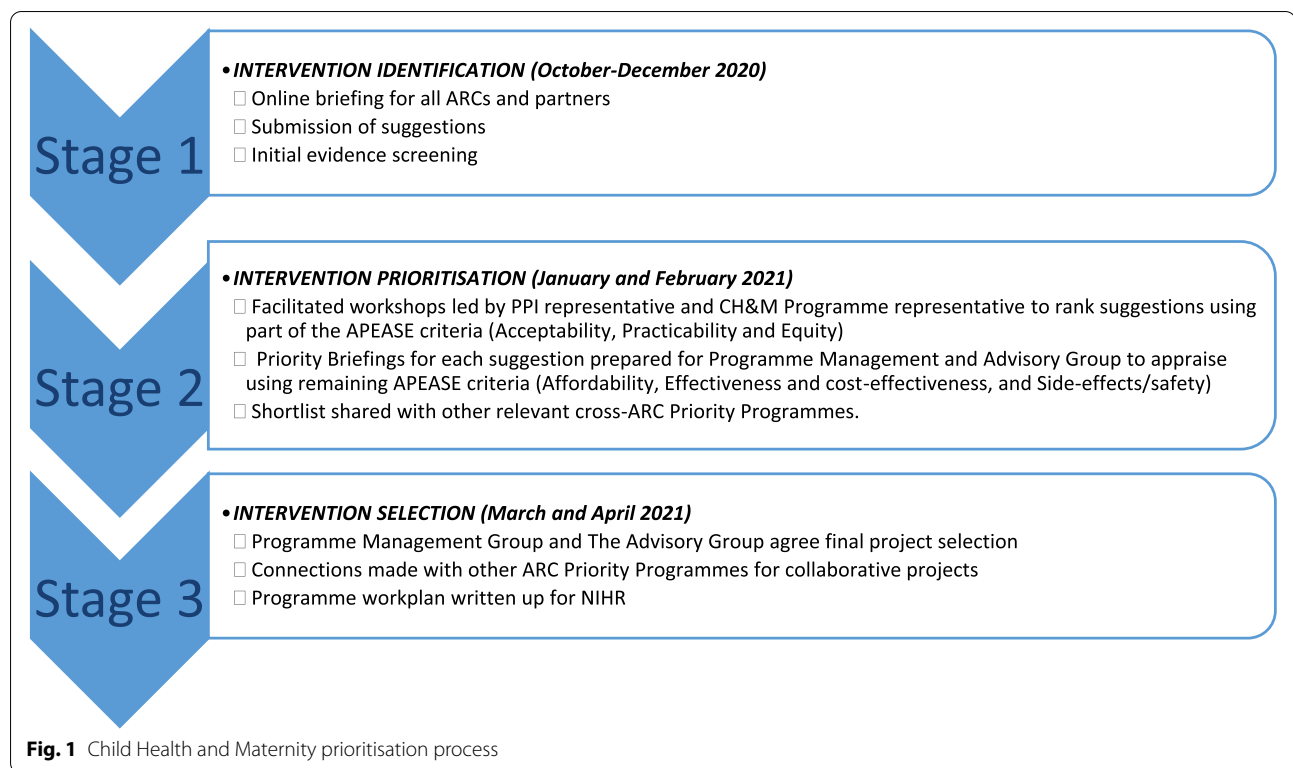 Stage 1
•INTERVENTION IDENTIFICATION (October-December 2020)
□ Online briefing for all ARCs and partners
□ Submission of suggestions
□ Initial evidence screening
Stage 2
•INTERVENTION PRIORITISATION (January and February 2021)
□ Facilitated workshops led by PPI representative and CH&M Programme representative to rank suggestions using
part of the APEASE criteria (Acceptability, Practicability and Equity)
□ Priority Briefings for each suggestion prepared for Programme Management and Advisory Group to appraise
using remaining APEASE criteria (Affordability, Effectiveness and cost-effectiveness, and Side-effects/safety)
□ Shortlist shared with other relevant cross-ARC Priority Programmes.
Stage 3
•INTERVENTION SELECTION (March and April 2021)
□ Programme Management Group and The Advisory Group agree final project selection
□ Connections made with other ARC Priority Programmes for collaborative projects
□ Programme workplan written up for NIHR
Fig. 1 Child Health and Maternity prioritisation process